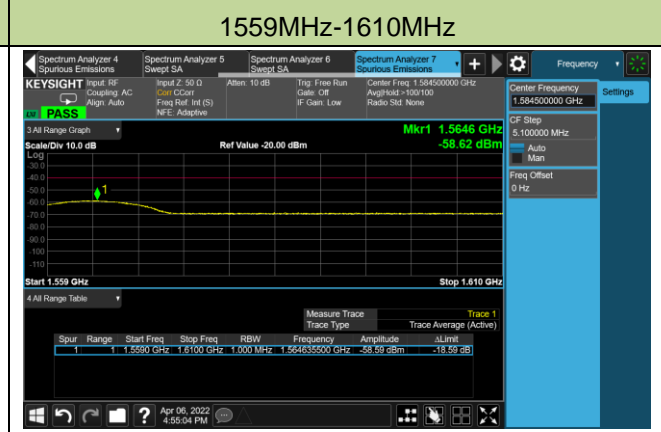 1559MHz-1610MHz
Spectrum Analyzer 4
Spurious Emissions
Spectrum Analyzer 5
Swept SA
Spectrum Analyzer 6
Swept SA
Spectrum Analyzer 7
Spurious Emissions
Frequency
KEYSIGHT
Input: RF
Coupling: AC
Align: Auto
Input Z: 50 Ω
Corr CCorr
Freq Ref: Int (S)
NFE: Adaptive
Atten: 10 dB
Trig: Free Run
Gate: Off
IF Gain: Low
Center Freq: 1.584500000 GHz
Avg|Hold:>100/100
Radio Std: None
PASS
Center Frequency
1.584500000 GHz
Settings
CF Step
5.100000 MHz
Auto
Man
Freq Offset
0 Hz
3 All Range Graph
Mkr1 1.5646 GHz
Scale/Div 10.0 dB
Ref Value -20.00 dBm
-58.62 dBm
Log
-30.0
-40.0
-50.0
1
-60.0
-70.0
-80.0
-90.0
-100
-110
Start 1.559 GHz
Stop 1.610 GHz
4 All Range Table
Measure Trace
Trace 1
Trace Type
Trace Average (Active)
Spur Range Start Freq Stop Freq RBW Frequency Amplitude ΔLimit
1 1 1.5590 GHz 1.6100 GHz 1.000 MHz 1.564635500 GHz -58.59 dBm -18.59 dB
Apr 06, 2022
4:55:04 PM